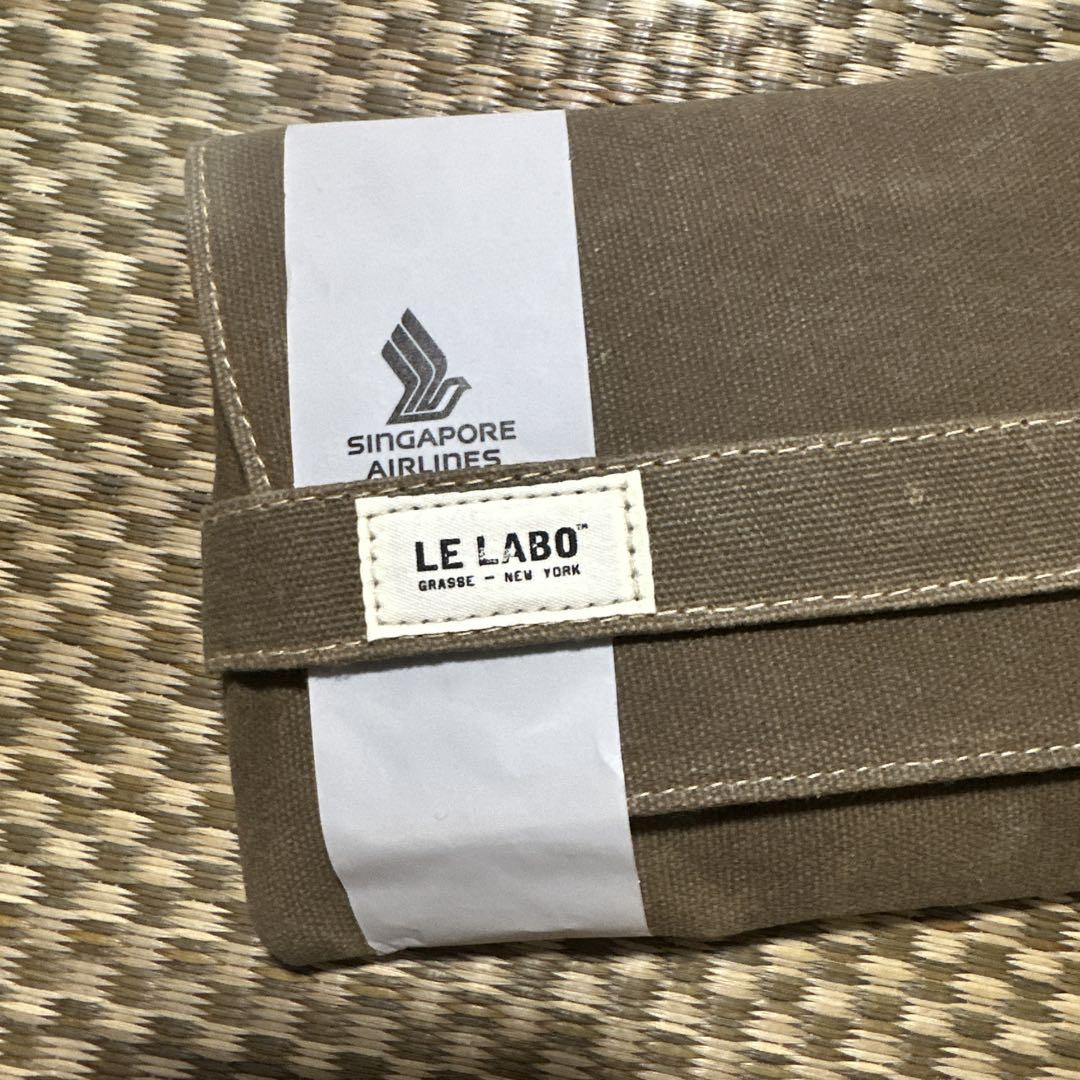 SINGAPORE
AIRLINES
LE LABO™
GRASSE — NEW YORK